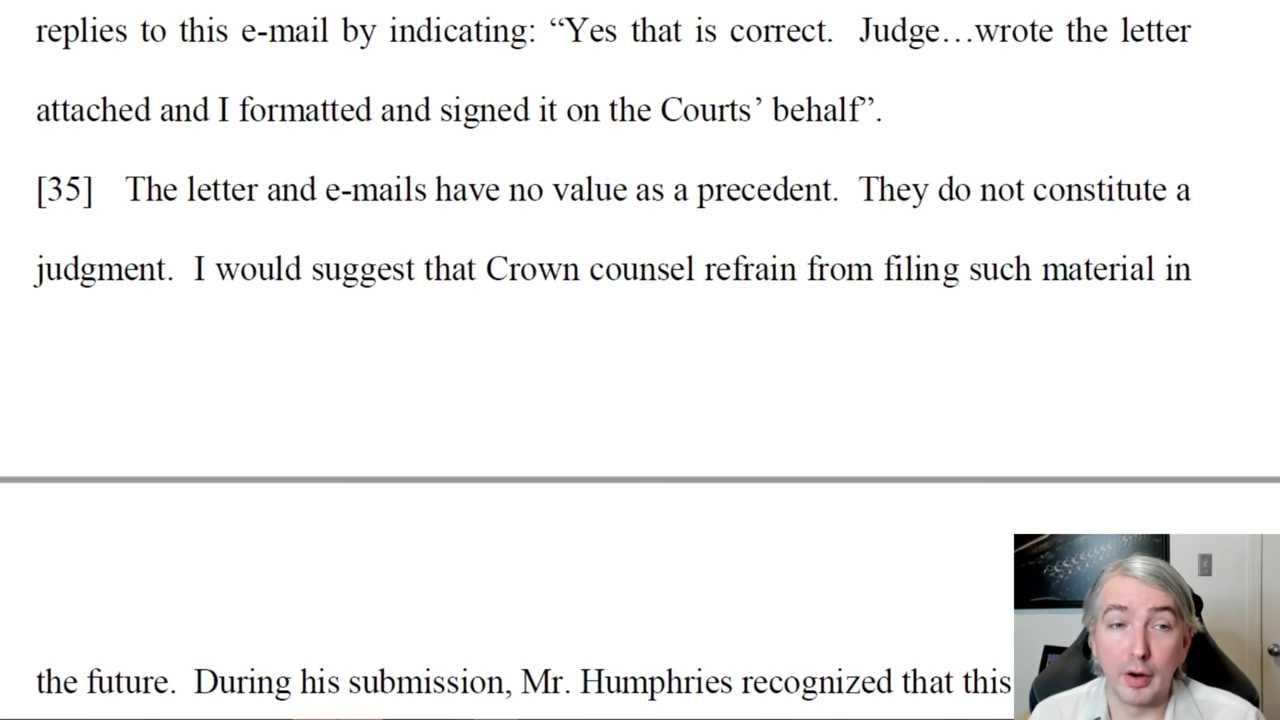 replies to this e-mail by indicating: “Yes that is correct.  Judge…wrote the letter
attached and I formatted and signed it on the Courts’ behalf”.
[35]    The letter and e-mails have no value as a precedent.  They do not constitute a
judgment.  I would suggest that Crown counsel refrain from filing such material in
the future.  During his submission, Mr. Humphries recognized that this